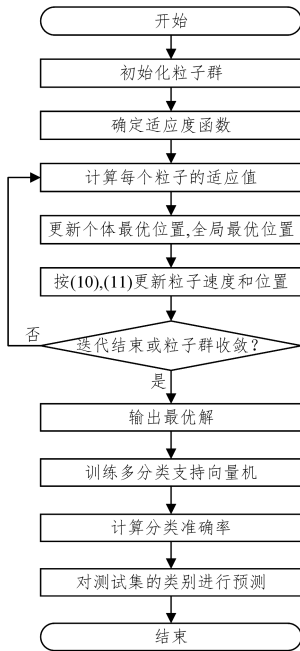 开始
初始化粒子群
确定适应度函数
计算每个粒子的适应值
更新个体最优位置,全局最优位置
按(10),(11)更新粒子速度和位置
否
迭代结束或粒子群收敛？
是
输出最优解
训练多分类支持向量机
计算分类准确率
对测试集的类别进行预测
结束